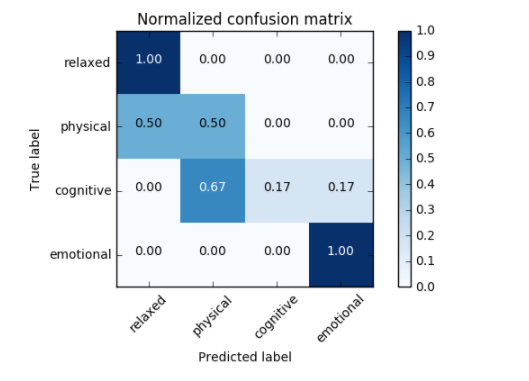 Normalized confusion matrix
True label
relaxed 1.00 0.00 0.00 0.00
physical 0.50 0.50 0.00 0.00
cognitive 0.00 0.67 0.17 0.17
emotional 0.00 0.00 0.00 1.00
relaxed physical cognitive emotional
Predicted label
1.0
0.9
0.8
0.7
0.6
0.5
0.4
0.3
0.2
0.1
0.0